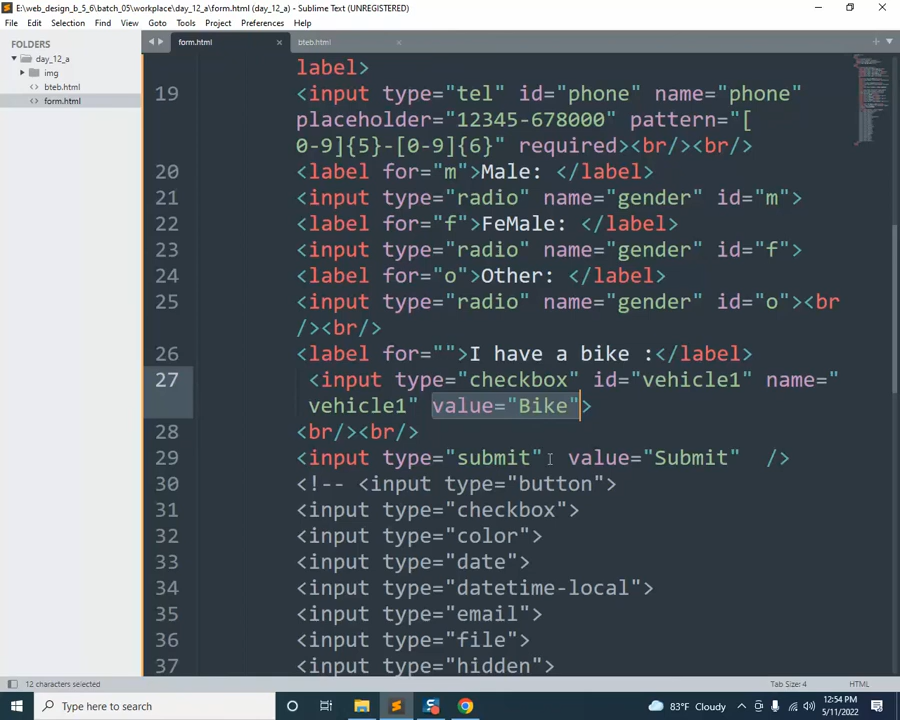 E:\web_design_b_5_6\batch_05\workplace\day_12_a\form.html (day_12_a) - Sublime Text (UNREGISTERED)
File Edit Selection Find View Goto Tools Project Preferences Help
FOLDERS
day_12_a
img
bteb.html
form.html
form.html
bteb.html
label>
19 <input type="tel" id="phone" name="phone"
placeholder="12345-678000" pattern="[
0-9]{5}-[0-9]{6}" required><br/><br/>
20 <label for="m">Male: </label>
21 <input type="radio" name="gender" id="m">
22 <label for="f">FeMale: </label>
23 <input type="radio" name="gender" id="f">
24 <label for="o">Other: </label>
25 <input type="radio" name="gender" id="o"><br
/><br/>
26 <label for="">I have a bike :</label>
27 <input type="checkbox" id="vehicle1" name="
vehicle1" value="Bike">
28 <br/><br/>
29 <input type="submit" value="Submit" />
30 <!-- <input type="button">
31 <input type="checkbox">
32 <input type="color">
33 <input type="date">
34 <input type="datetime-local">
35 <input type="email">
36 <input type="file">
37 <input type="hidden">
12 characters selected
Tab Size: 4
HTML
Type here to search
83°F Cloudy
12:54 PM
5/11/2022